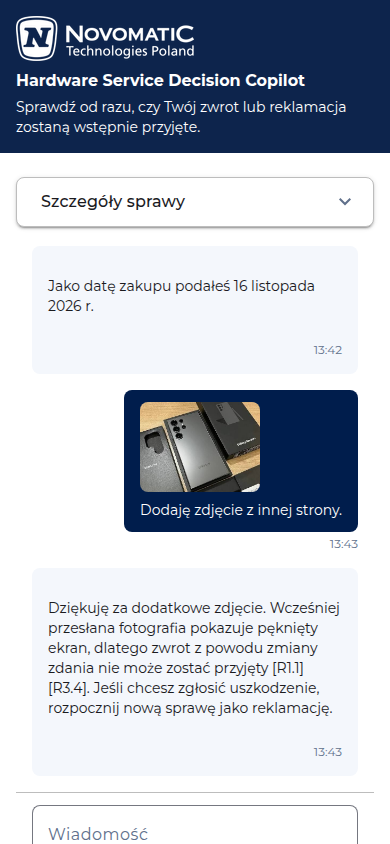 NOVOMATIC
Technologies Poland
Hardware Service Decision Copilot
Sprawdź od razu, czy Twój zwrot lub reklamacja
zostaną wstępnie przyjęte.
Szczegóły sprawy
Jako datę zakupu podałeś 16 listopada
2026 r.
13:42
Dodaję zdjęcie z innej strony.
13:43
Dziękuję za dodatkowe zdjęcie. Wcześniej
przesłana fotografia pokazuje pęknięty
ekran, dlatego zwrot z powodu zmiany
zdania nie może zostać przyjęty [R1.1]
[R3.4]. Jeśli chcesz zgłosić uszkodzenie,
rozpocznij nową sprawę jako reklamację.
13:43
Wiadomość